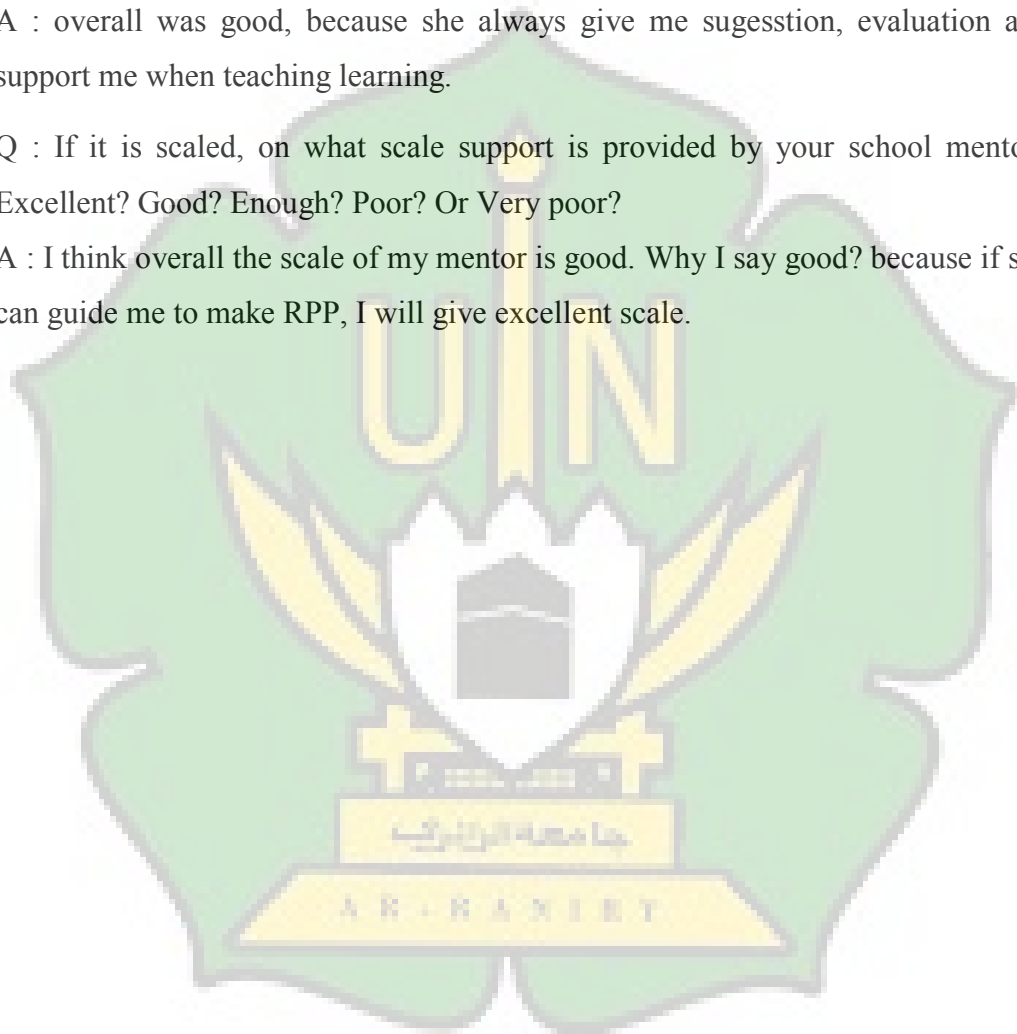 A : overall was good, because she always give me sugesstion, evaluation a
support me when teaching learning.
Q : If it is scaled, on what scale support is provided by your school mento
Excellent? Good? Enough? Poor? Or Very poor?
A : I think overall the scale of my mentor is good. Why I say good? because if s
can guide me to make RPP, I will give excellent scale.
UIN
جامعة الرانري
AR-RANIRY